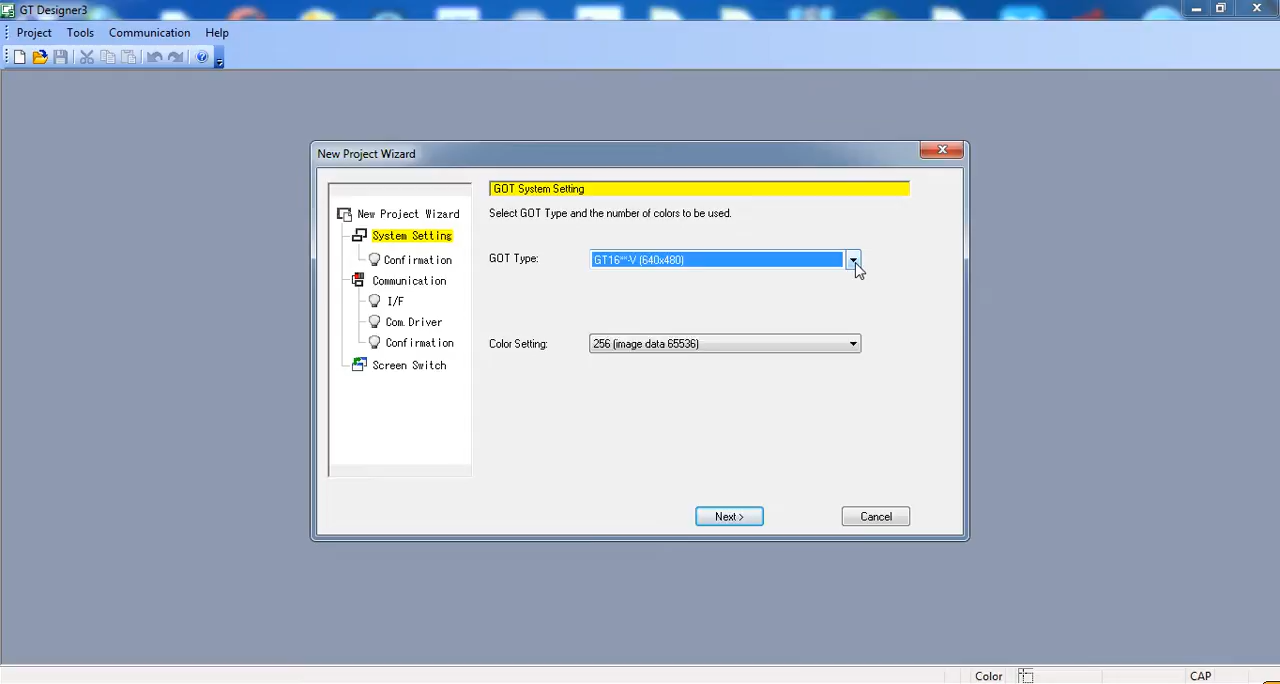 GT Designer3
Project Tools Communication Help
New Project Wizard
GOT System Setting
Select GOT Type and the number of colors to be used.
New Project Wizard
System Setting
Confirmation
Communication
I/F
Com.Driver
Confirmation
Screen Switch
GOT Type: GT16**-V (640x480)
Color Setting: 256 (image data 65536)
Next > Cancel
Color CAP